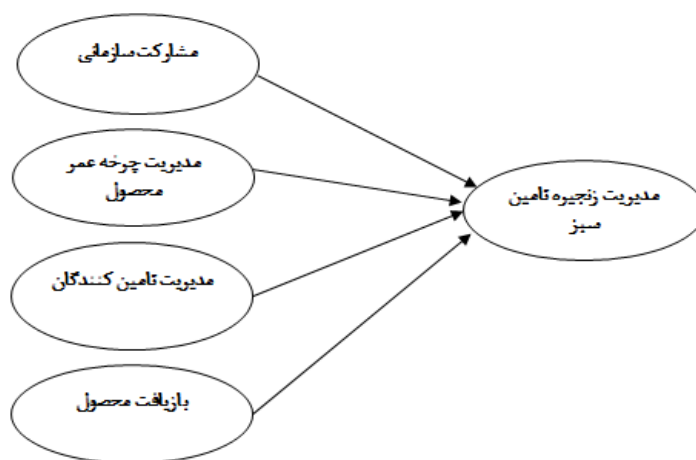 مشارکت سازمانی
مدیریت چرخه عمر
محصول
مدیریت زنجیره تامین
سبز
مدیریت تامین کنندگان
بازیافت محصول